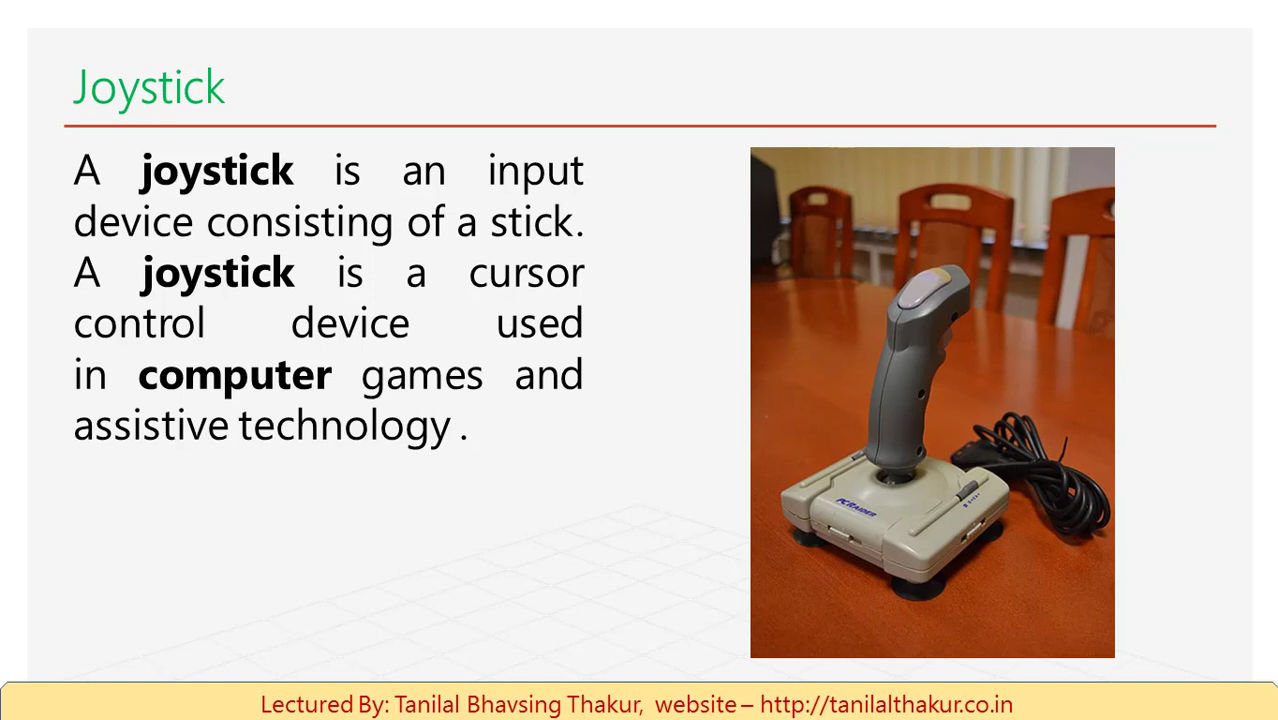 Joystick
A joystick is an input
device consisting of a stick.
A joystick is a cursor
control device used
in computer games and
assistive technology .
PCRAIDER
Lectured By: Tanilal Bhavsing Thakur, website – http://tanilalthakur.co.in